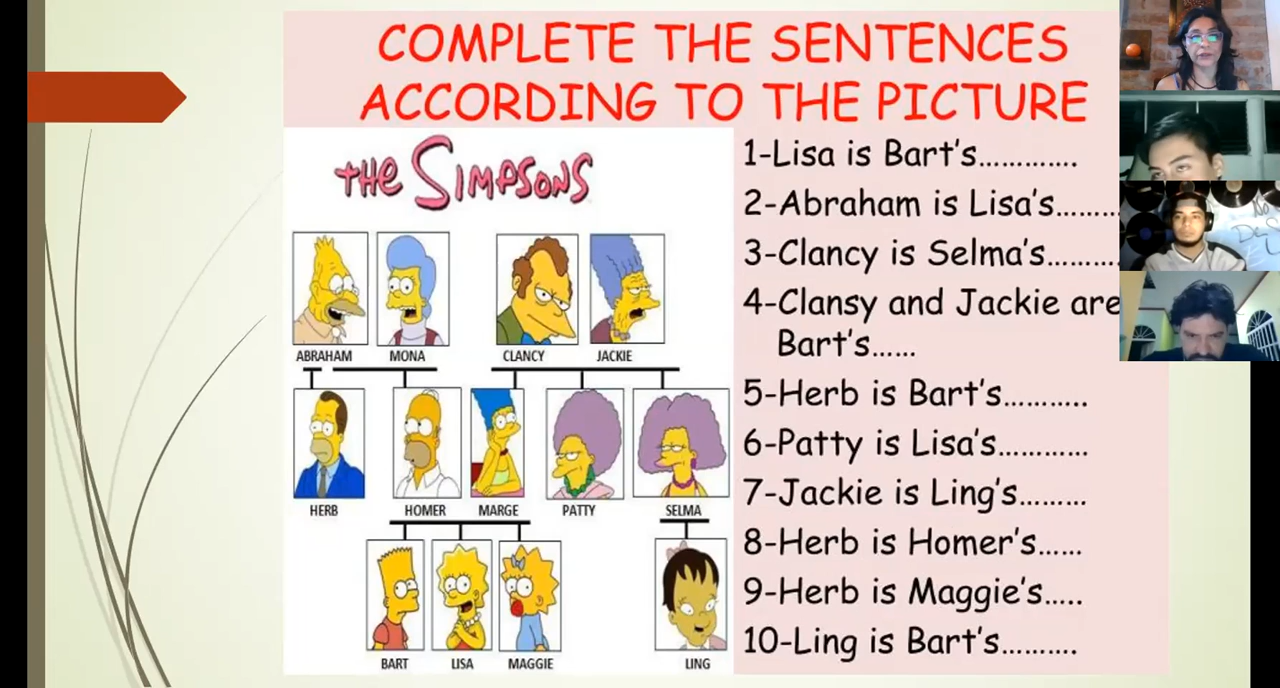 COMPLETE THE SENTENCES
ACCORDING TO THE PICTURE
THE SIMPSONS
ABRAHAM MONA CLANCY JACKIE
HERB HOMER MARGE PATTY SELMA
BART LISA MAGGIE LING
1-Lisa is Bart's.............
2-Abraham is Lisa's........
3-Clancy is Selma's..........
4-Clansy and Jackie are
Bart's......
5-Herb is Bart's...........
6-Patty is Lisa's............
7-Jackie is Ling's.........
8-Herb is Homer's......
9-Herb is Maggie's.....
10-Ling is Bart's..........
No
De